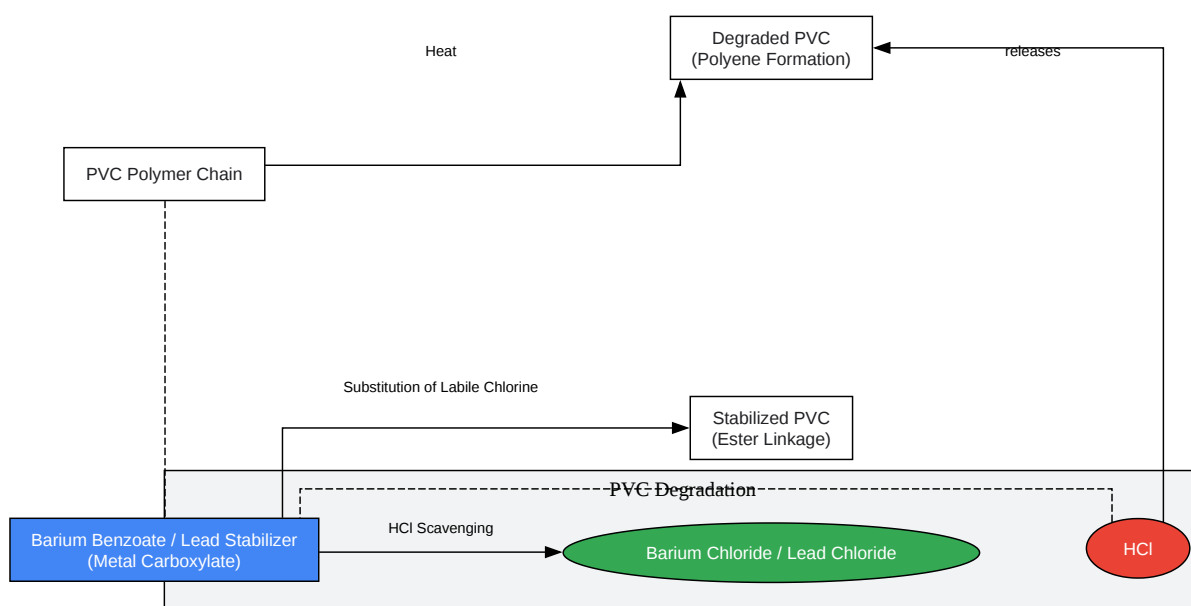 Degraded PVC
(Polyene Formation)
Heat
releases
PVC Polymer Chain
Substitution of Labile Chlorine
Stabilized PVC
(Ester Linkage)
PVC Degradation
HCl Scavenging
Barium Benzoate / Lead Stabilizer
(Metal Carboxylate)
Barium Chloride / Lead Chloride
HCl